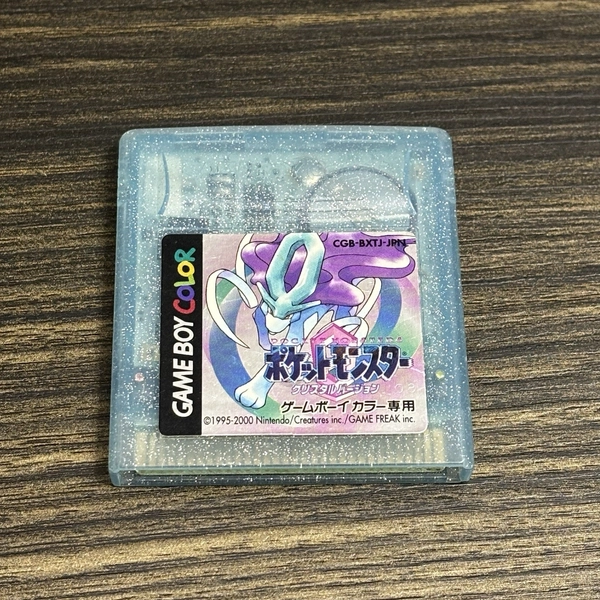 CGB-BXTJ-JPN
GAME BOY COLOR
POCKET MONSTERS
ポケットモンスター
クリスタルバージョン
ゲームボーイ カラー専用
©1995-2000 Nintendo/Creatures inc./GAME FREAK inc.